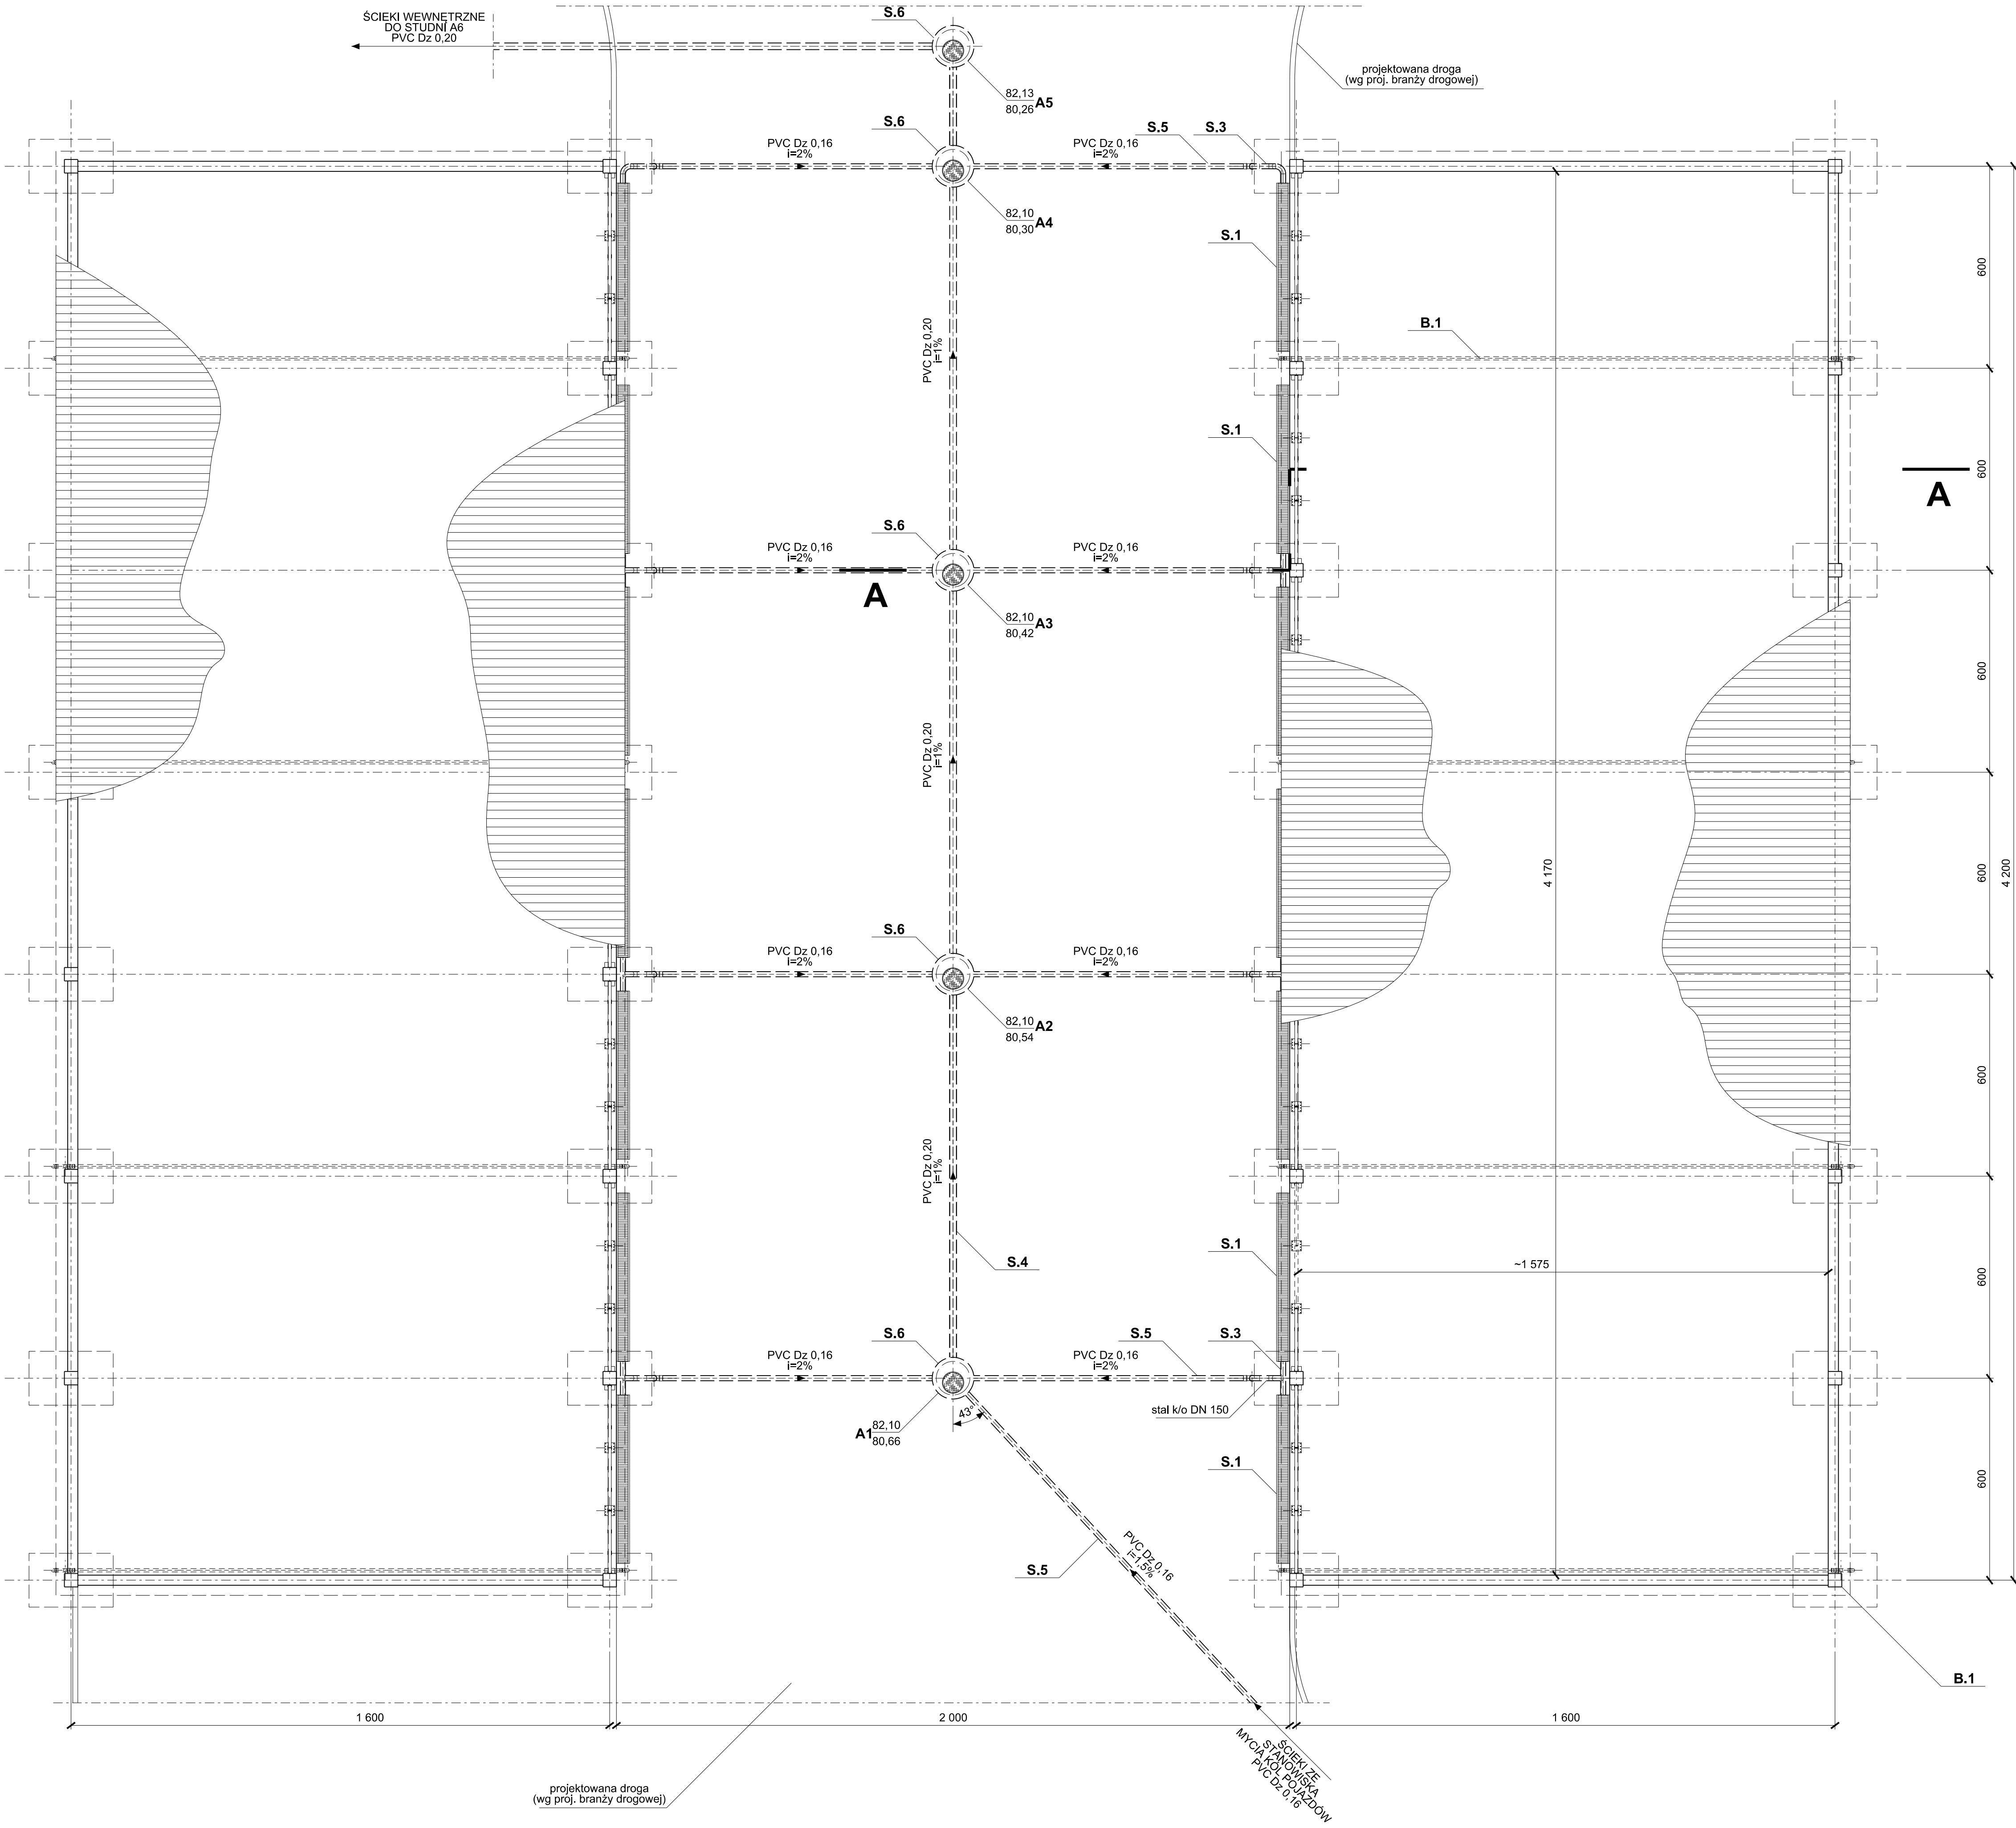 ŚCIEKI WEWNĘTRZNE
DO STUDNI A6
PVC Dz 0,20
S.6
projektowana droga
(wg proj. branży drogowej)
82,13
80,26
A5
S.6
S.5
S.3
PVC Dz 0,16
i=2%
PVC Dz 0,16
i=2%
82,10
80,30
A4
S.1
600
B.1
PVC Dz 0,20
i=1%
S.1
600
A
S.6
PVC Dz 0,16
i=2%
PVC Dz 0,16
i=2%
A
82,10
80,42
A3
600
PVC Dz 0,20
i=1%
4 170
600
4 200
S.6
PVC Dz 0,16
i=2%
PVC Dz 0,16
i=2%
82,10
80,54
A2
600
PVC Dz 0,20
i=1%
S.4
S.1
~1 575
600
S.6
S.5
S.3
PVC Dz 0,16
i=2%
PVC Dz 0,16
i=2%
stal k/o DN 150
43°
A1
82,10
80,66
S.1
600
S.5
PVC Dz 0,16
i=1,5%
B.1
1 600
2 000
1 600
ŚCIEKI ZE
STANOWISKA
MYCIA KÓŁ POJAZDÓW
PVC Dz 0,16
projektowana droga
(wg proj. branży drogowej)